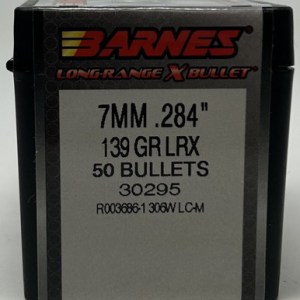 BARNES
LONG-RANGE X BULLET
7MM .284"
139 GR LRX
50 BULLETS
30295
R003686-1 306W LC-M